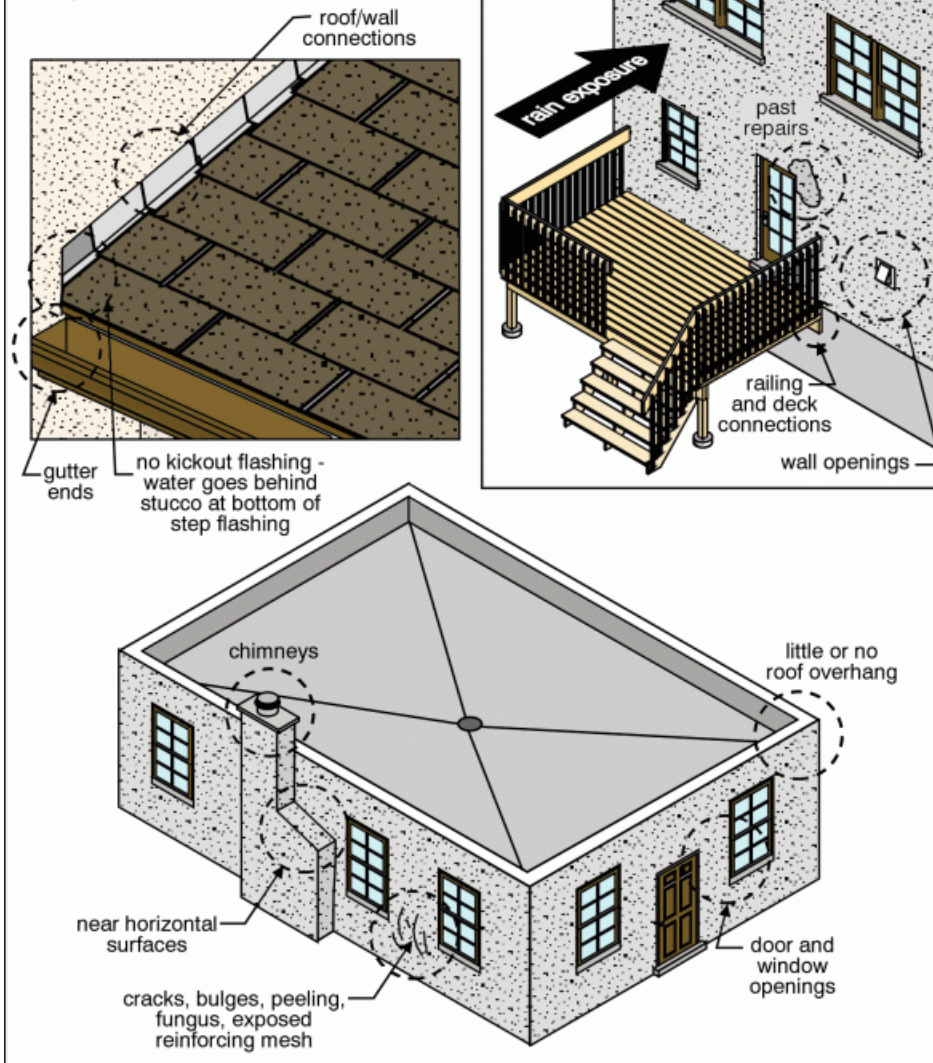 roof/wall
connections
rain exposure
past
repairs
railing
and deck
connections
wall openings
gutter
ends
no kickout flashing -
water goes behind
stucco at bottom of
step flashing
chimneys
little or no
roof overhang
near horizontal
surfaces
cracks, bulges, peeling,
fungus, exposed
reinforcing mesh
door and
window
openings